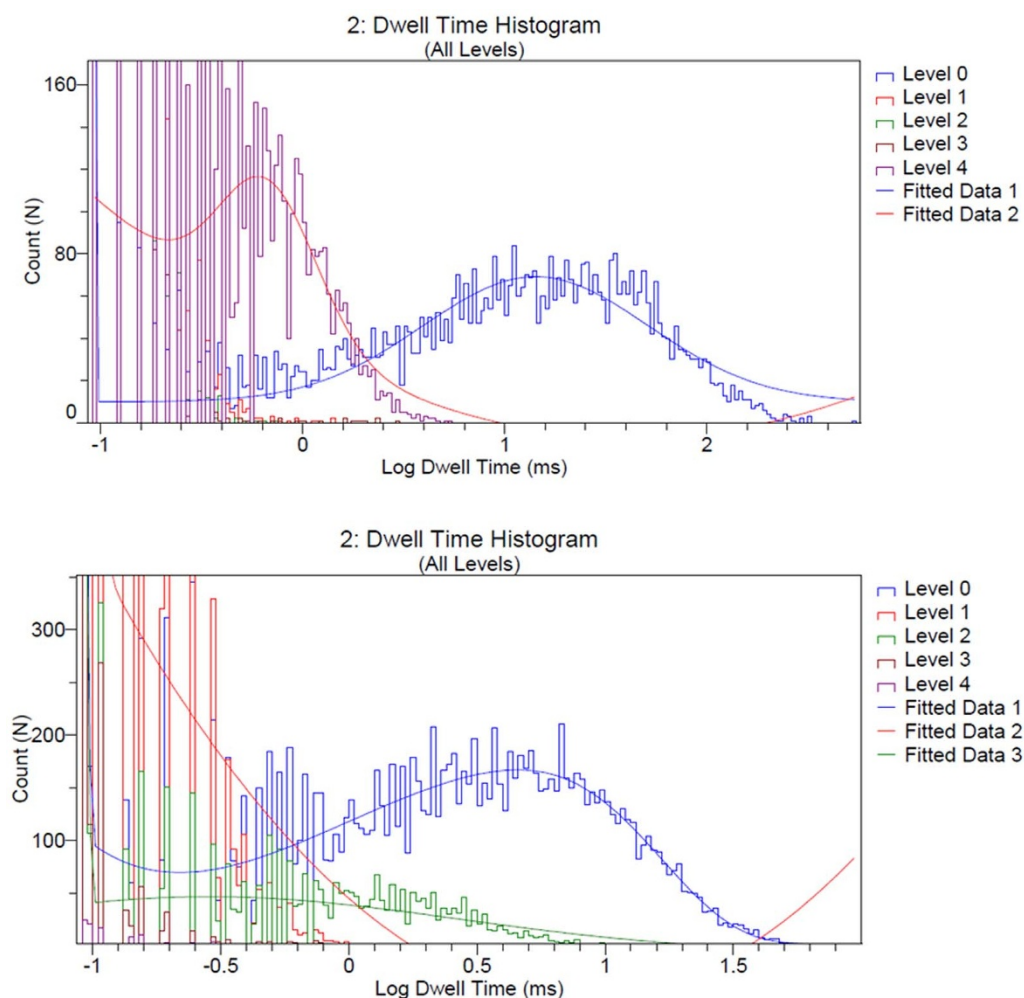 2: Dwell Time Histogram
(All Levels)
160
80
0
Count (N)
-1 0 1 2
Log Dwell Time (ms)
Level 0
Level 1
Level 2
Level 3
Level 4
Fitted Data 1
Fitted Data 2
2: Dwell Time Histogram
(All Levels)
300
200
100
Count (N)
-1 -0.5 0 0.5 1 1.5
Log Dwell Time (ms)
Level 0
Level 1
Level 2
Level 3
Level 4
Fitted Data 1
Fitted Data 2
Fitted Data 3